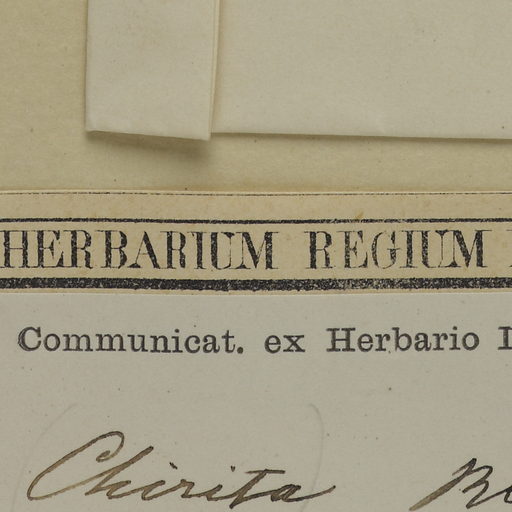 HERBARIUM REGIUM
Communicat. ex Herbario
Chirita